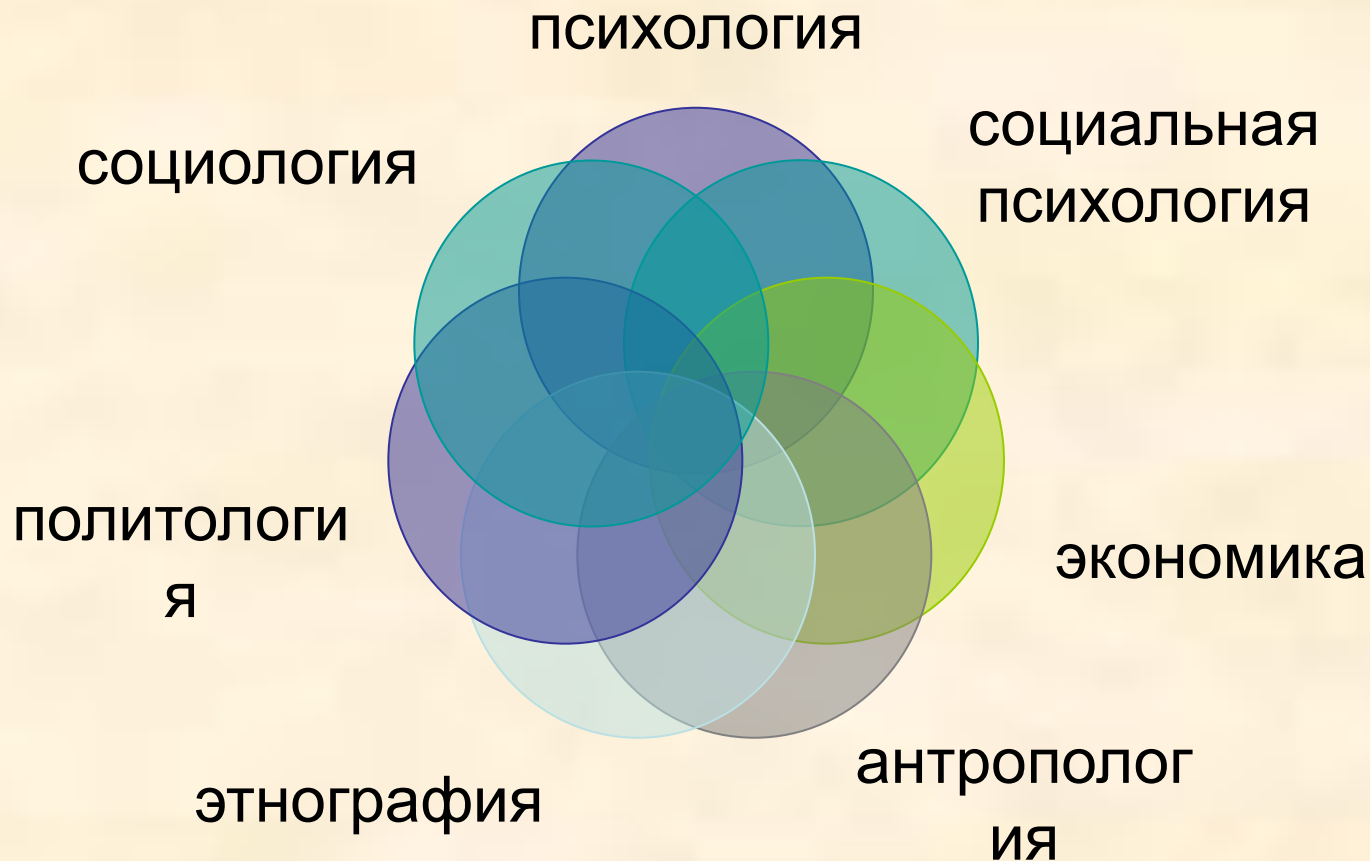 психология
социальная
психология
социология
политологи
я
экономика
антрополог
ия
этнография